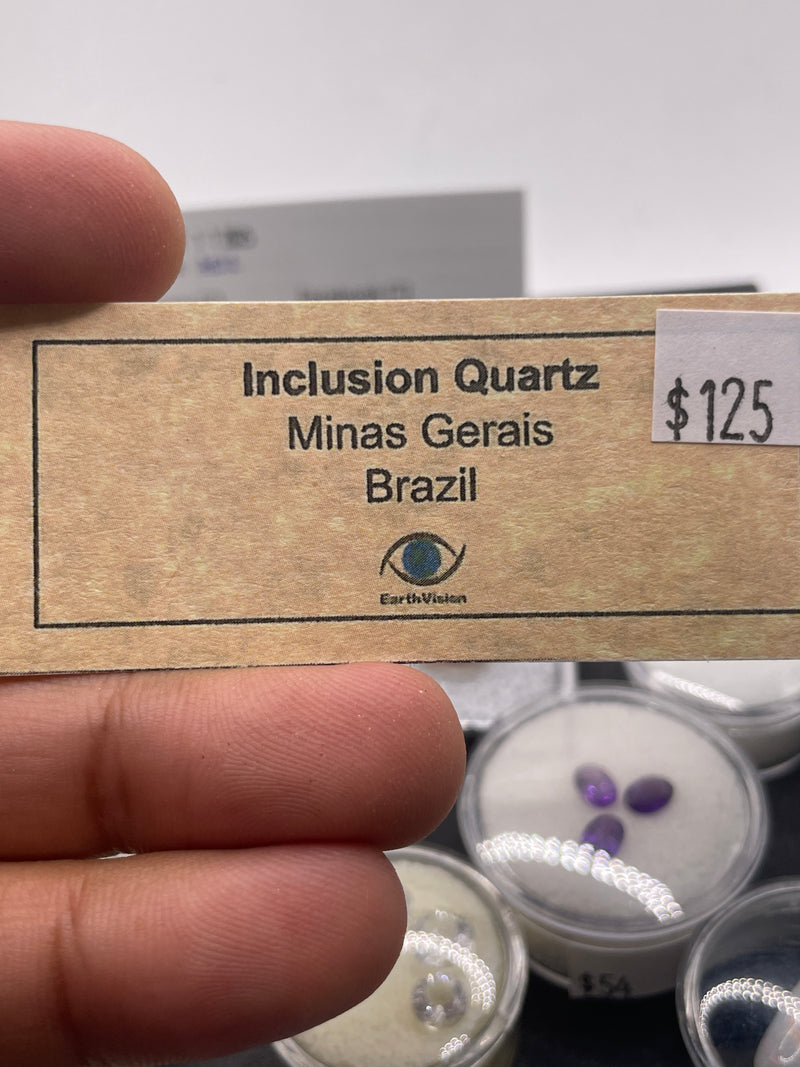 Inclusion Quartz
$125
Minas Gerais
Brazil
EarthVision
$54